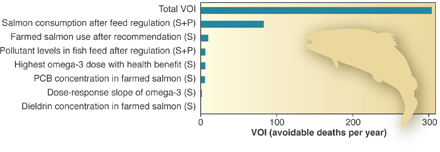 Total VOI
Salmon consumption after feed regulation (S+P)
Farmed salmon use after recommendation (S)
Pollutant levels in fish feed after regulation (S+P)
Highest omega-3 dose with health benefit (S)
PCB concentration in farmed salmon (S)
Dose-response slope of omega-3 (S)
Dieldrin concentration in farmed salmon (S)
0 100 200 300
VOI (avoidable deaths per year)